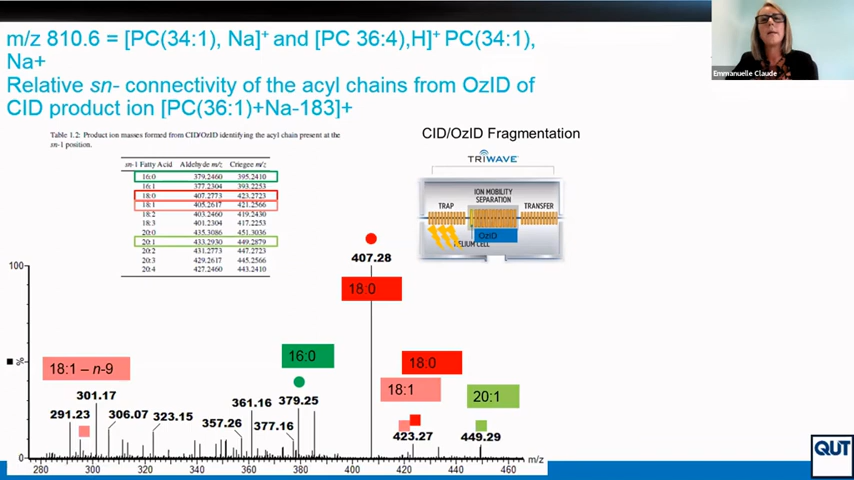 m/z 810.6 = [PC(34:1), Na]⁺ and [PC 36:4),H]⁺ PC(34:1),
Na+
Relative sn- connectivity of the acyl chains from OzID of
CID product ion [PC(36:1)+Na-183]+
Emmanuelle Claude
Table 1.2: Product ion masses formed from CID/OzID identifying the acyl chain present at the
sn-1 position.
sn-1 Fatty Acid Aldehyde m/z Criegee m/z
16:0 379.2460 395.2410
16:1 377.2304 393.2253
18:0 407.2773 423.2723
18:1 405.2617 421.2566
18:2 403.2460 419.2430
18:3 401.2304 417.2253
20:0 435.3086 451.3036
20:1 433.2930 449.2879
20:2 431.2773 447.2723
20:3 429.2617 445.2566
20:4 427.2460 443.2410
CID/OzID Fragmentation
TRIWAVE
ION MOBILITY
SEPARATION
TRAP
TRANSFER
OzID
HELIUM CELL
100
%
0
407.28
18:0
16:0
18:0
18:1 – n-9
18:1
20:1
301.17
291.23
306.07
323.15
357.26
361.16
377.16
379.25
423.27
449.29
280 300 320 340 360 380 400 420 440 460 m/z
QUT